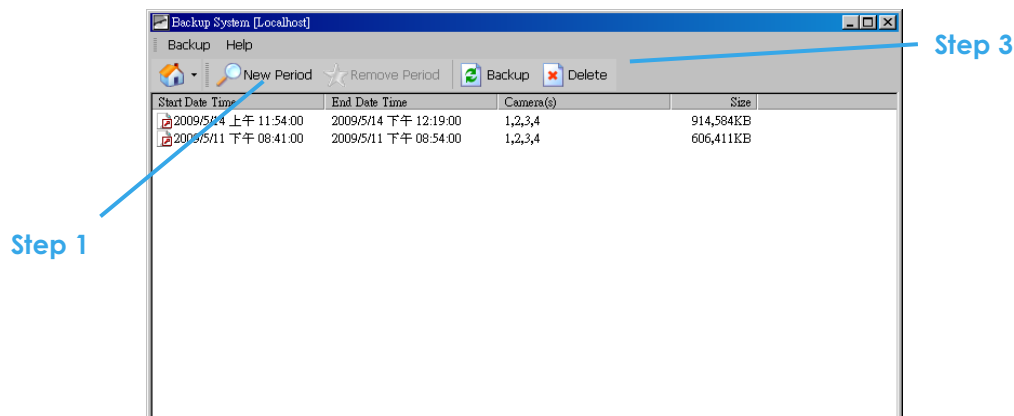 Backup System [Localhost]
Step 3
Backup Help
New Period Remove Period Backup Delete
Start Date Time End Date Time Camera(s) Size
2009/5/14 上午 11:54:00 2009/5/14 下午 12:19:00 1,2,3,4 914,584KB
2009/5/11 下午 08:41:00 2009/5/11 下午 08:54:00 1,2,3,4 606,411KB
Step 1